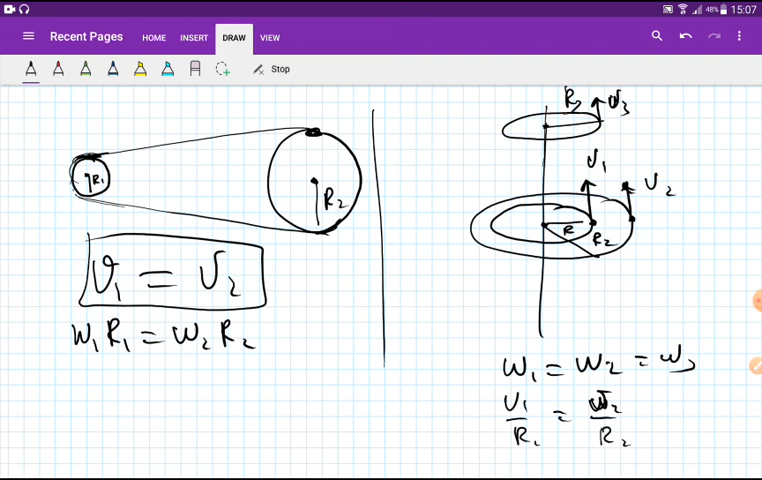 48% 15:07
Recent Pages HOME INSERT DRAW VIEW
Stop
R1
R2
V1 = V2
W1R1 = W2R2
R3 V3
V1
V2
R
R2
W1 = W2 = W3
V1/R1 = V2/R2